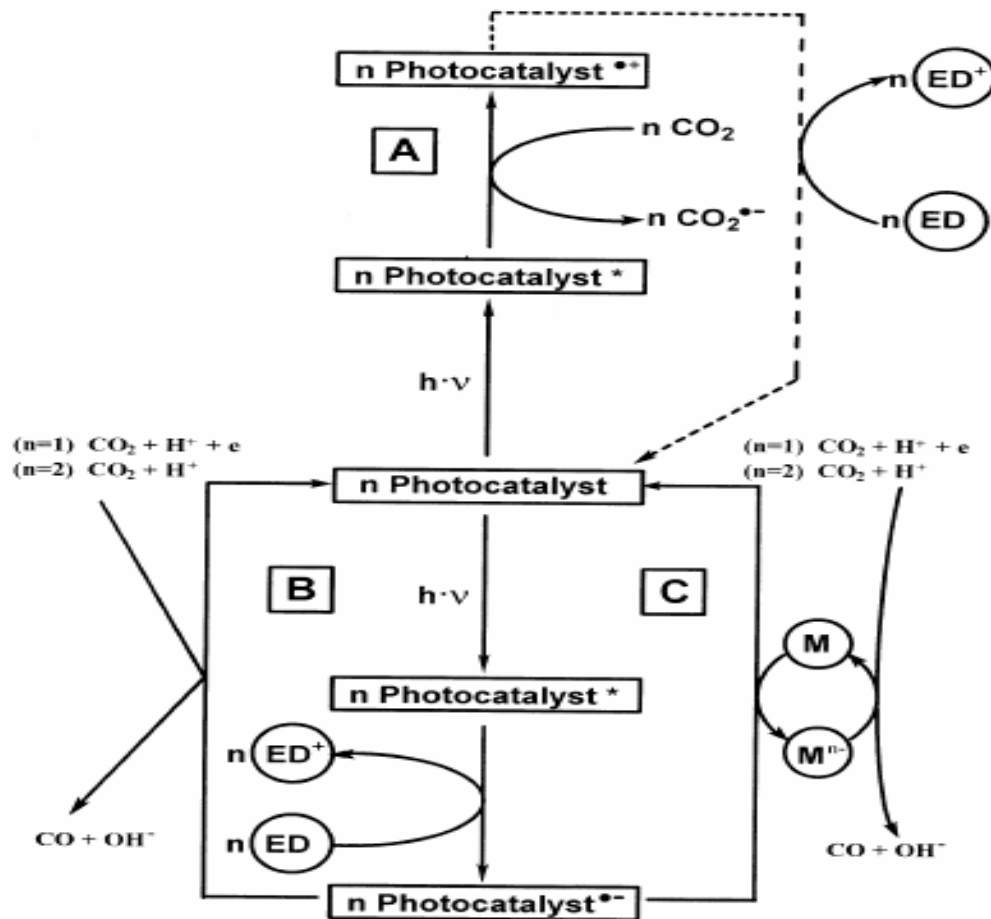 n Photocatalyst •+
n ED⁺
A
n CO₂
n CO₂•−
n ED
n Photocatalyst *
h·ν
(n=1) CO₂ + H⁺ + e
(n=2) CO₂ + H⁺
n Photocatalyst
(n=1) CO₂ + H⁺ + e
(n=2) CO₂ + H⁺
B
h·ν
C
M
n Photocatalyst *
n ED⁺
Mⁿ⁻
CO + OH⁻
n ED
CO + OH⁻
n Photocatalyst•−